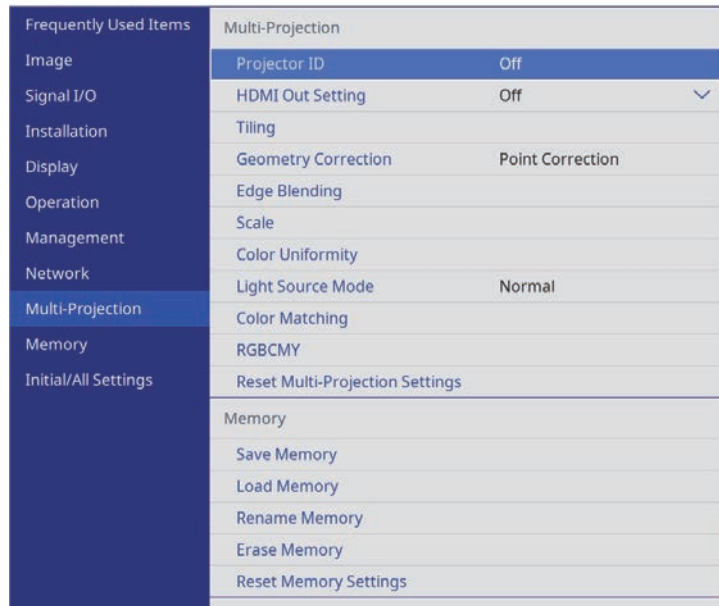 Frequently Used Items
Image
Signal I/O
Installation
Display
Operation
Management
Network
Multi-Projection
Memory
Initial/All Settings
Multi-Projection
Projector ID Off
HDMI Out Setting Off
Tiling
Geometry Correction Point Correction
Edge Blending
Scale
Color Uniformity
Light Source Mode Normal
Color Matching
RGBCMY
Reset Multi-Projection Settings
Memory
Save Memory
Load Memory
Rename Memory
Erase Memory
Reset Memory Settings